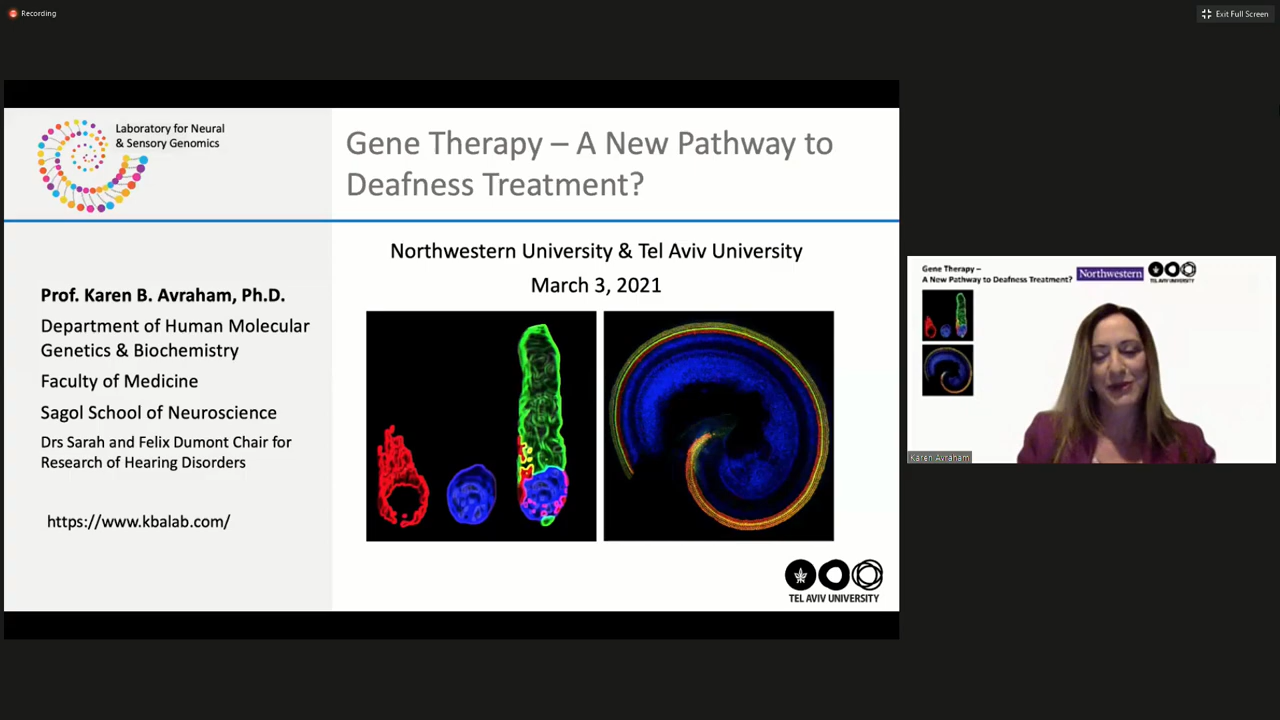 Recording
Exit Full Screen
Laboratory for Neural
& Sensory Genomics
Gene Therapy – A New Pathway to
Deafness Treatment?
Northwestern University & Tel Aviv University
March 3, 2021
Prof. Karen B. Avraham, Ph.D.
Department of Human Molecular
Genetics & Biochemistry
Faculty of Medicine
Sagol School of Neuroscience
Drs Sarah and Felix Dumont Chair for
Research of Hearing Disorders
https://www.kbalab.com/
TEL AVIV UNIVERSITY
Gene Therapy –
A New Pathway to Deafness Treatment?
Northwestern
TEL AVIV UNIVERSITY
Karen Avraham